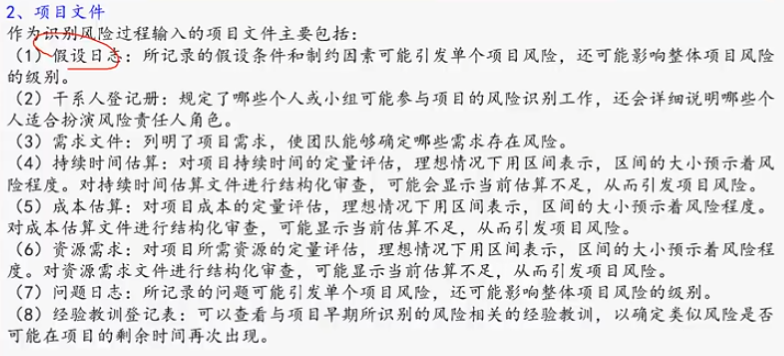 2、项目文件
作为识别风险过程输入的项目文件主要包括：
（1）假设日志：所记录的假设条件和制约因素可能引发单个项目风险，还可能影响整体项目风险
的级别。
（2）干系人登记册：规定了哪些个人或小组可能参与项目的风险识别工作，还会详细说明哪些个
人适合扮演风险责任人角色。
（3）需求文件：列明了项目需求，使团队能够确定哪些需求存在风险。
（4）持续时间估算：对项目持续时间的定量评估，理想情况下用区间表示，区间的大小预示着风
险程度。对持续时间估算文件进行结构化审查，可能会显示当前估算不足，从而引发项目风险。
（5）成本估算：对项目成本的定量评估，理想情况下用区间表示，区间的大小预示着风险程度。
对成本估算文件进行结构化审查，可能显示当前估算不足，从而引发项目风险。
（6）资源需求：对项目所需资源的定量评估，理想情况下用区间表示，区间的大小预示着风险程
度。对资源需求文件进行结构化审查，可能显示当前估算不足，从而引发项目风险。
（7）问题日志：所记录的问题可能引发单个项目风险，还可能影响整体项目风险的级别。
（8）经验教训登记表：可以查看与项目早期所识别的风险相关的经验教训，以确定类似风险是否
可能在项目的剩余时间再次出现。